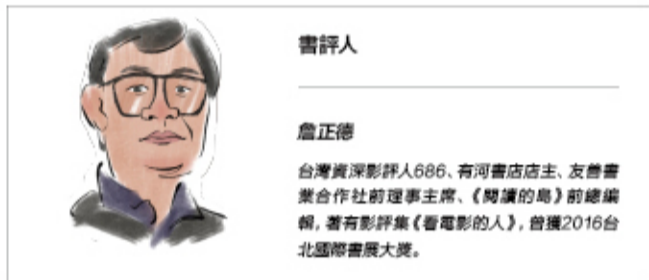 書評人
詹正德
台灣資深影評人686、有河書店店主、友善書
業合作社前理事主席、《閱讀的島》前總編
輯，著有影評集《看電影的人》，曾獲2016台
北國際書展大獎。